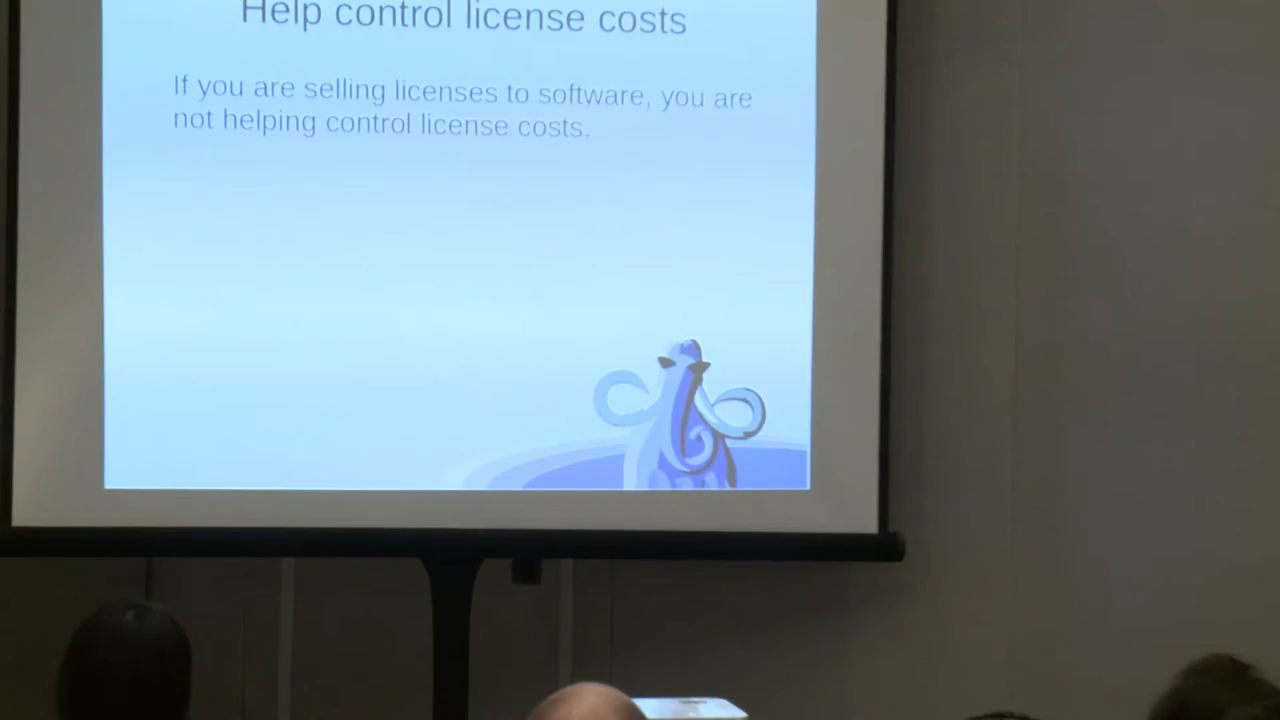 Help control license costs
If you are selling licenses to software, you are
not helping control license costs.